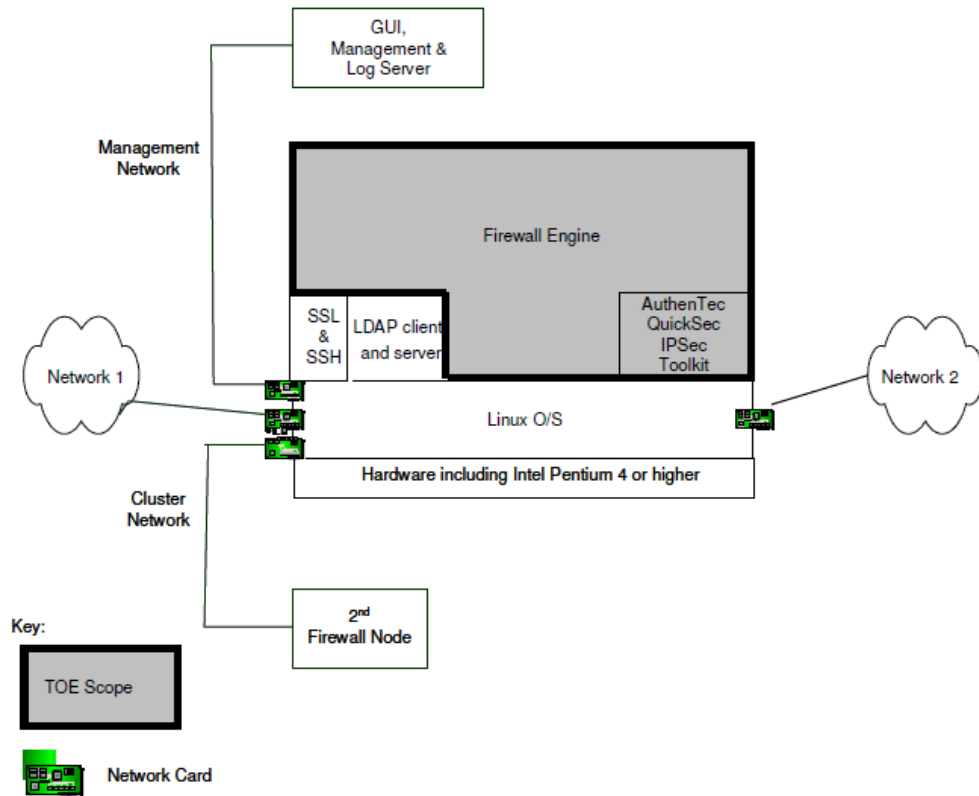 GUI,
Management &
Log Server
Management
Network
Firewall Engine
SSL
&
SSH
LDAP client
and server
AuthenTec
QuickSec
IPSec
Toolkit
Network 1
Network 2
Linux O/S
Hardware including Intel Pentium 4 or higher
Cluster
Network
2nd
Firewall Node
Key:
TOE Scope
Network Card